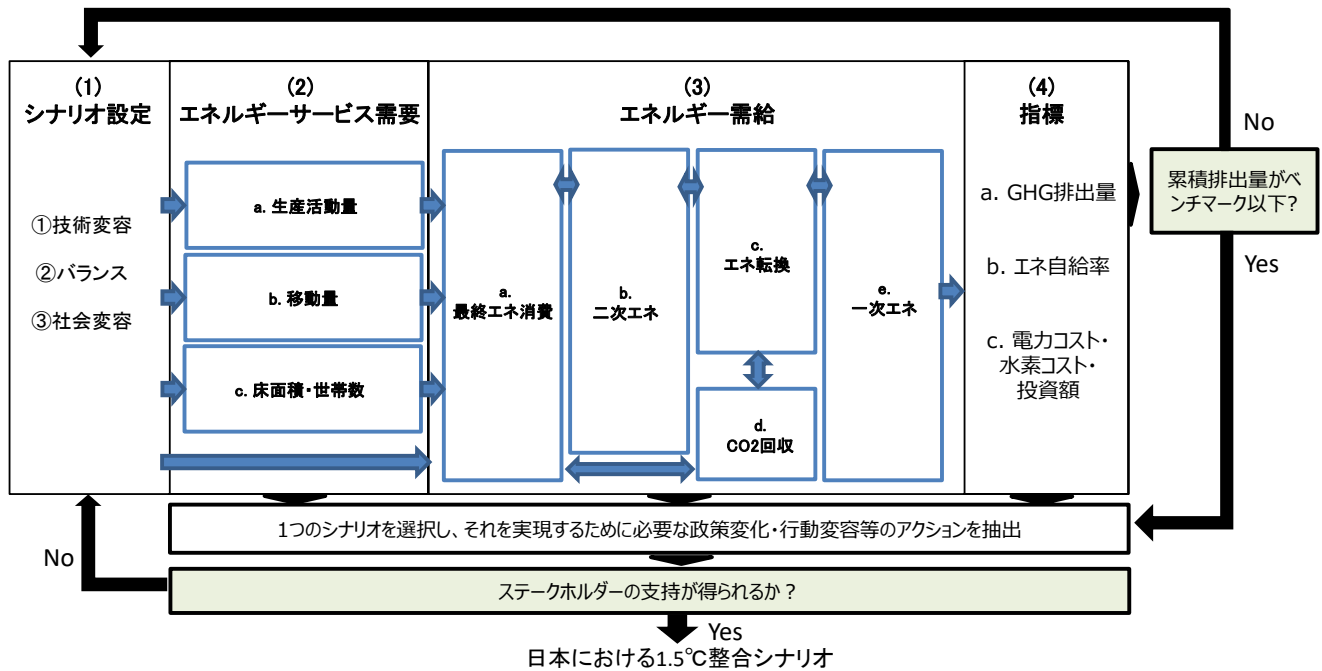 (1)
シナリオ設定
①技術変容
②バランス
③社会変容
(2)
エネルギーサービス需要
a. 生産活動量
b. 移動量
c. 床面積・世帯数
(3)
エネルギー需給
a.
最終エネ消費
b.
二次エネ
c.
エネ転換
d.
CO2回収
e.
一次エネ
(4)
指標
a. GHG排出量
b. エネ自給率
c. 電力コスト・
水素コスト・
投資額
No
累積排出量がベ
ンチマーク以下?
Yes
1つのシナリオを選択し、それを実現するために必要な政策変化・行動変容等のアクションを抽出
No
ステークホルダーの支持が得られるか?
Yes
日本における1.5℃整合シナリオ